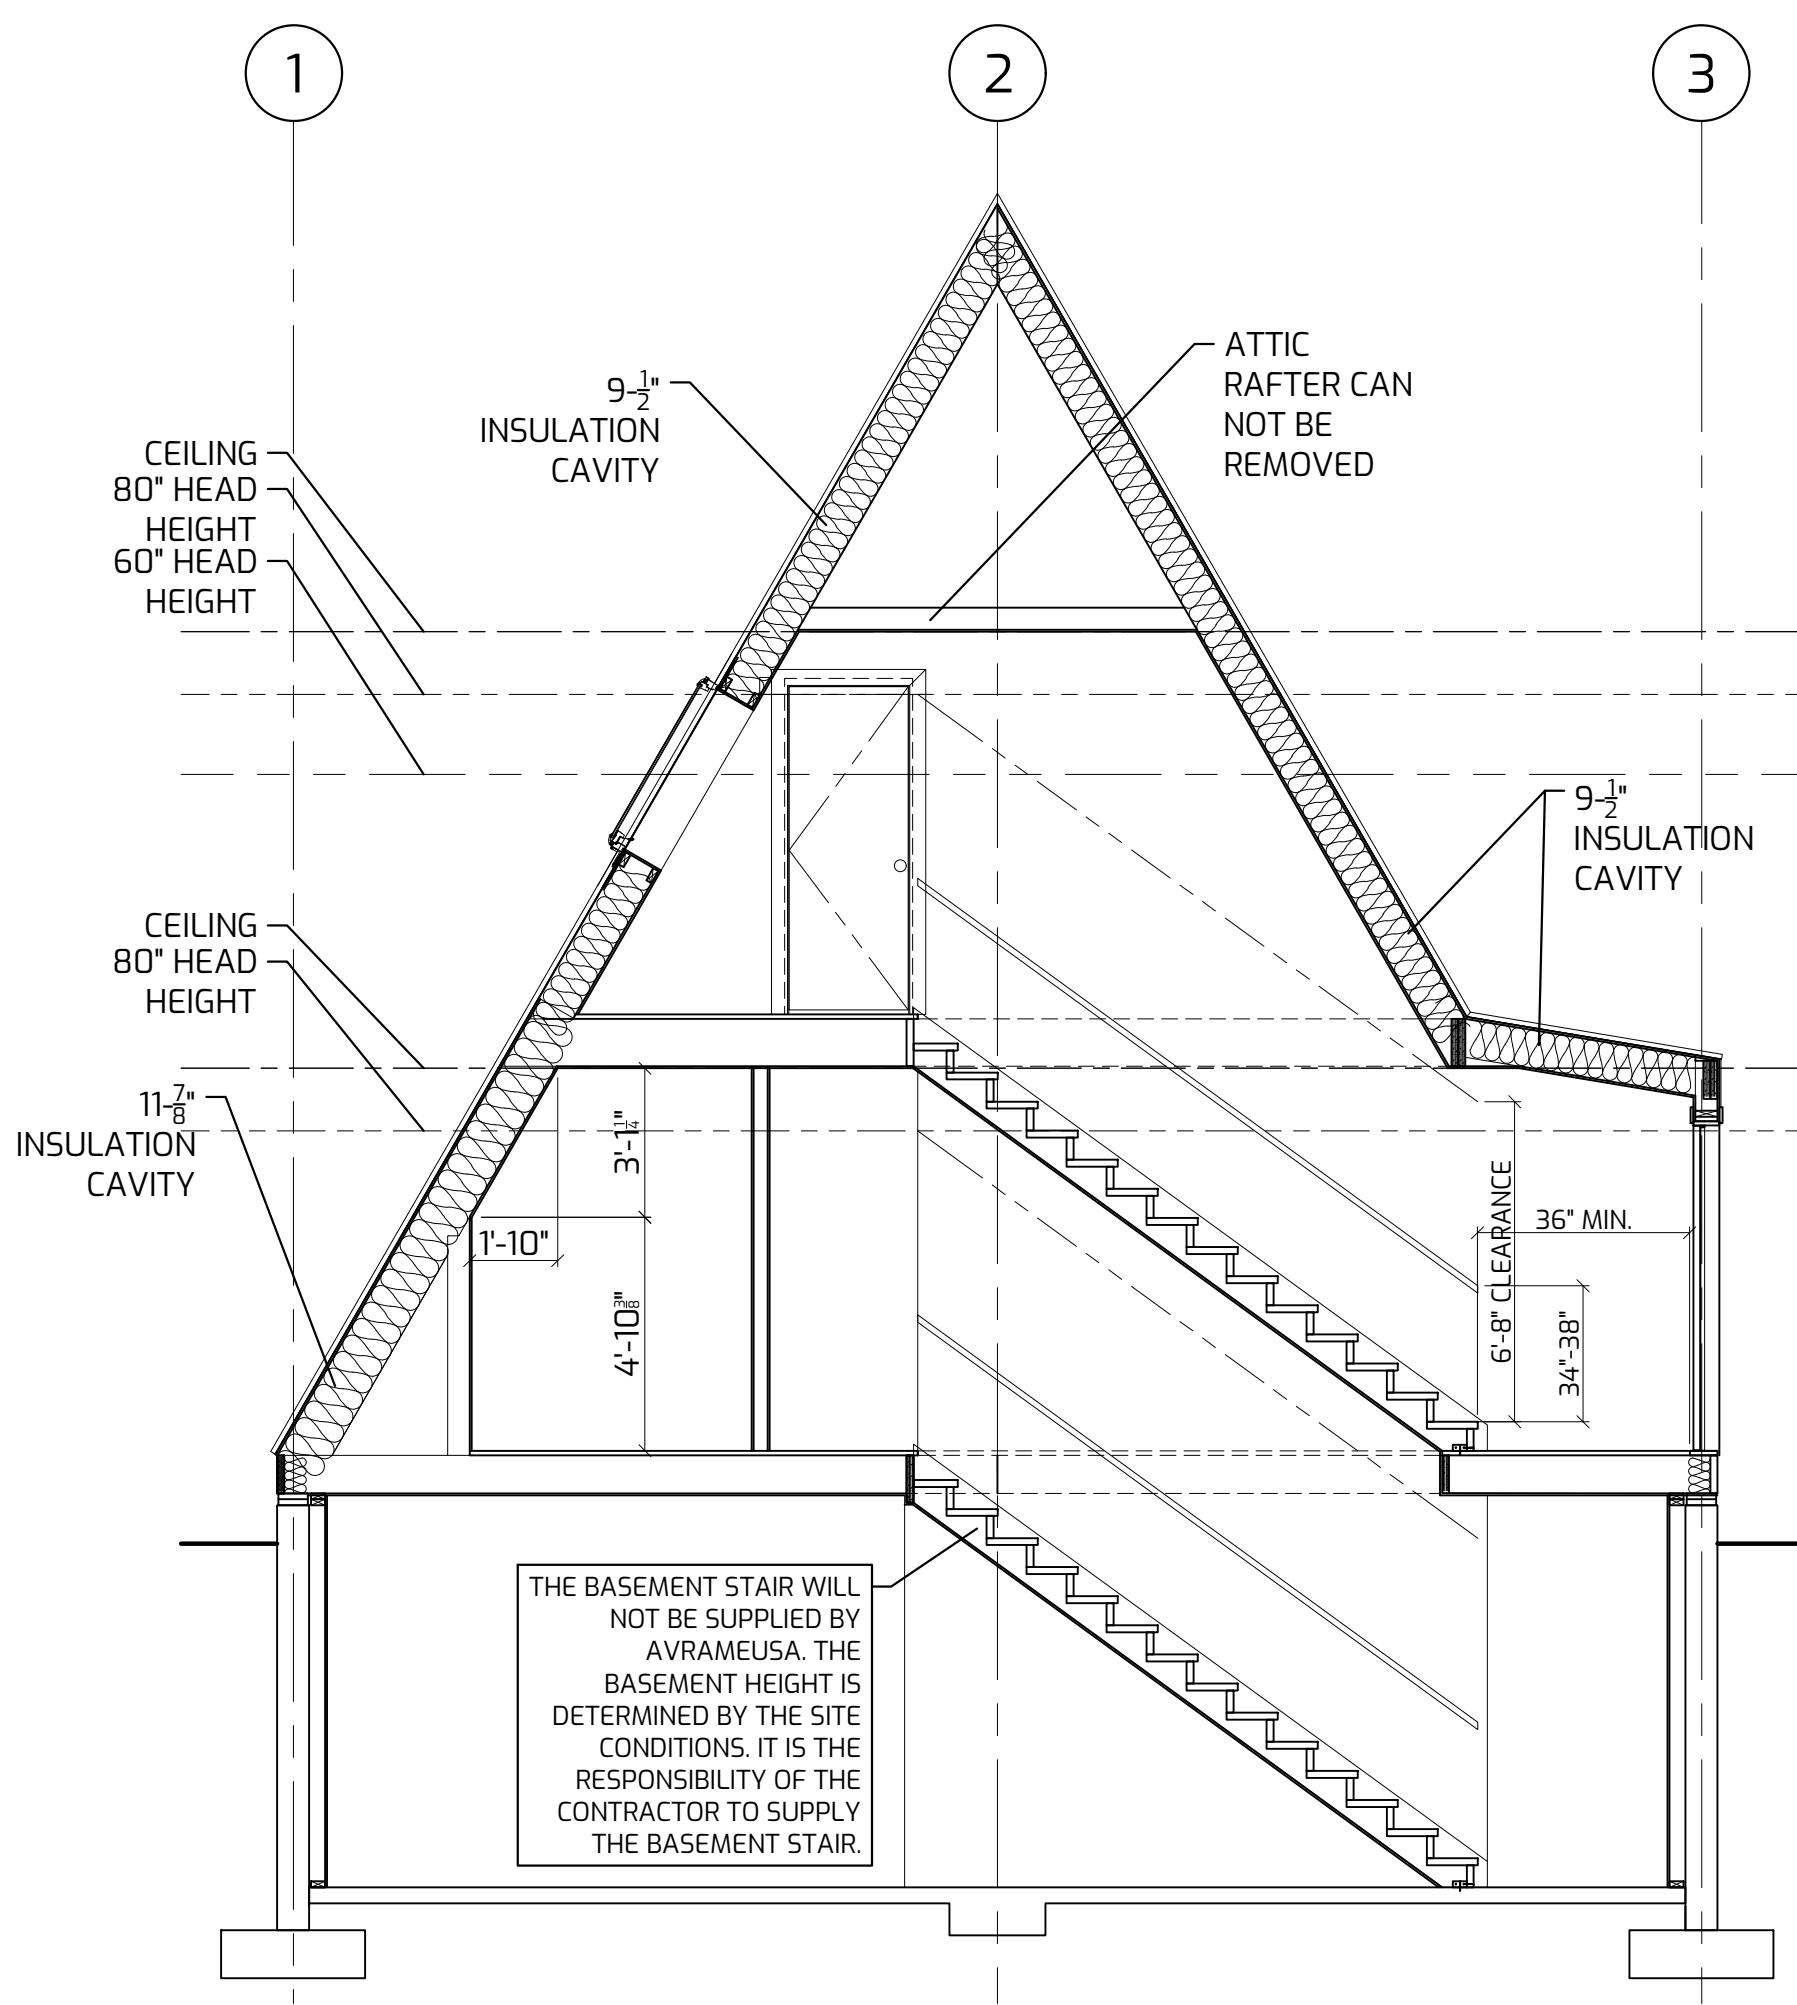 1
2
3
ATTIC
RAFTER CAN
NOT BE
REMOVED
9-1/2"
INSULATION
CAVITY
CEILING
80" HEAD
HEIGHT
60" HEAD
HEIGHT
9-1/2"
INSULATION
CAVITY
CEILING
80" HEAD
HEIGHT
11-7/8"
INSULATION
CAVITY
3'-1 1/4"
1'-10"
4'-10 3/8"
6'-8" CLEARANCE
36" MIN.
34"-38"
THE BASEMENT STAIR WILL
NOT BE SUPPLIED BY
AVRAMEUSA. THE
BASEMENT HEIGHT IS
DETERMINED BY THE SITE
CONDITIONS. IT IS THE
RESPONSIBILITY OF THE
CONTRACTOR TO SUPPLY
THE BASEMENT STAIR.